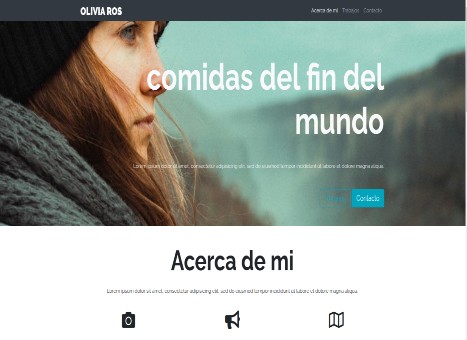 OLIVIA ROS
Acerca de mi Trabajos Contacto
comidas del fin del
mundo
Lorem ipsum dolor sit amet, consectetur adipisicing elit, sed do eiusmod tempor incididunt ut labore et dolore magna aliqua.
Contacto
Acerca de mi
Lorem ipsum dolor sit amet, consectetur adipisicing elit, sed do eiusmod tempor incididunt ut labore et dolore magna aliqua.